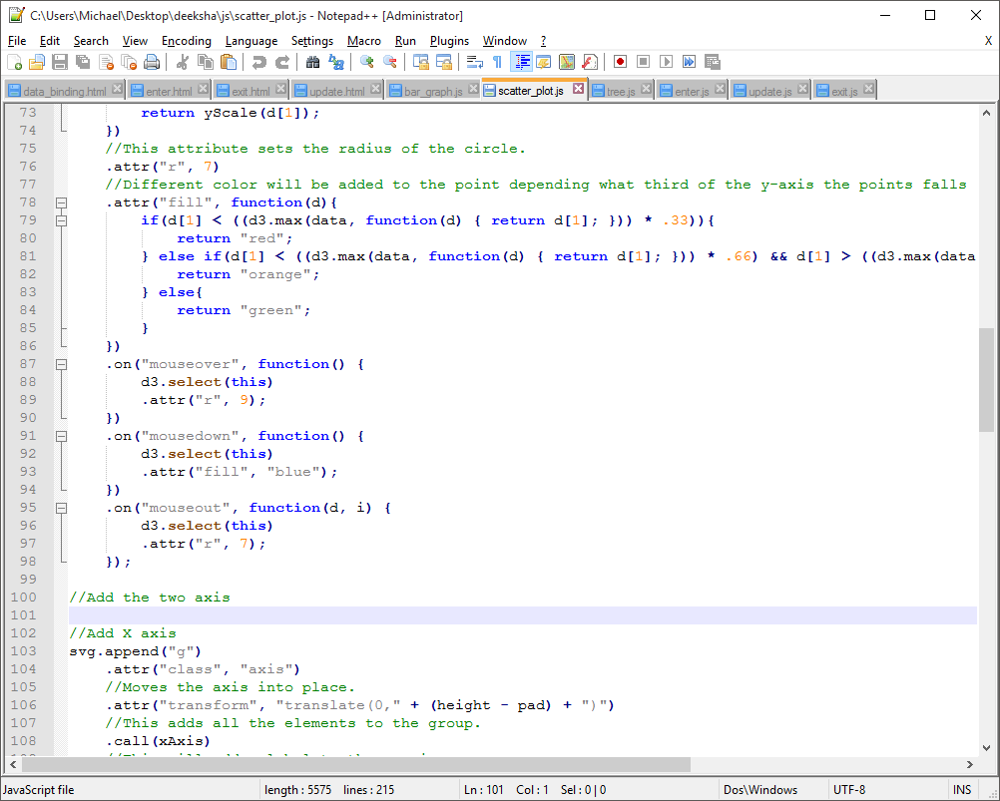 C:\Users\Michael\Desktop\deeksha\js\scatter_plot.js - Notepad++ [Administrator]
File Edit Search View Encoding Language Settings Macro Run Plugins Window ? X
data_binding.html enter.html exit.html update.html bar_graph.js scatter_plot.js tree.js enter.js update.js exit.js
73 return yScale(d[1]);
74 })
75 //This attribute sets the radius of the circle.
76 .attr("r", 7)
77 //Different color will be added to the point depending what third of the y-axis the points falls
78 .attr("fill", function(d){
79 if(d[1] < ((d3.max(data, function(d) { return d[1]; })) * .33)){
80 return "red";
81 } else if(d[1] < ((d3.max(data, function(d) { return d[1]; })) * .66) && d[1] > ((d3.max(data
82 return "orange";
83 } else{
84 return "green";
85 }
86 })
87 .on("mouseover", function() {
88 d3.select(this)
89 .attr("r", 9);
90 })
91 .on("mousedown", function() {
92 d3.select(this)
93 .attr("fill", "blue");
94 })
95 .on("mouseout", function(d, i) {
96 d3.select(this)
97 .attr("r", 7);
98 });
99
100 //Add the two axis
101
102 //Add X axis
103 svg.append("g")
104 .attr("class", "axis")
105 //Moves the axis into place.
106 .attr("transform", "translate(0," + (height - pad) + ")")
107 //This adds all the elements to the group.
108 .call(xAxis)
JavaScript file length : 5575 lines : 215 Ln : 101 Col : 1 Sel : 0 | 0 Dos\Windows UTF-8 INS